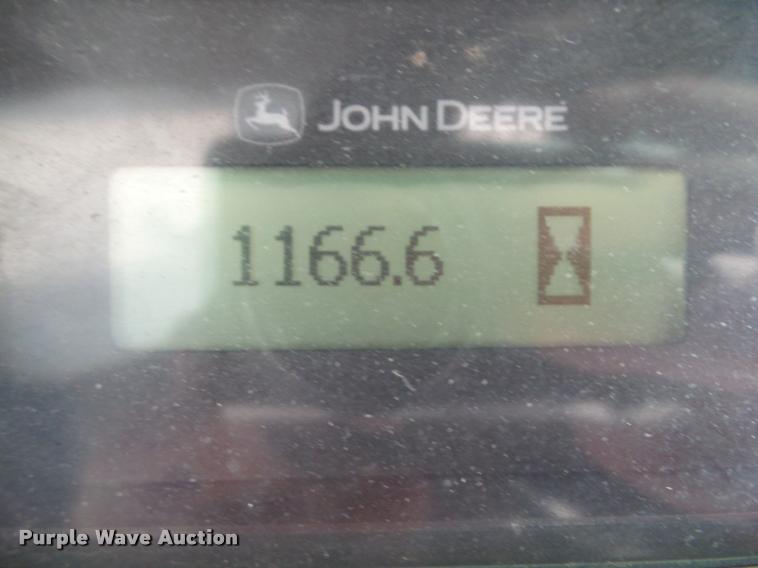 JOHN DEERE
1166.6
Purple Wave Auction